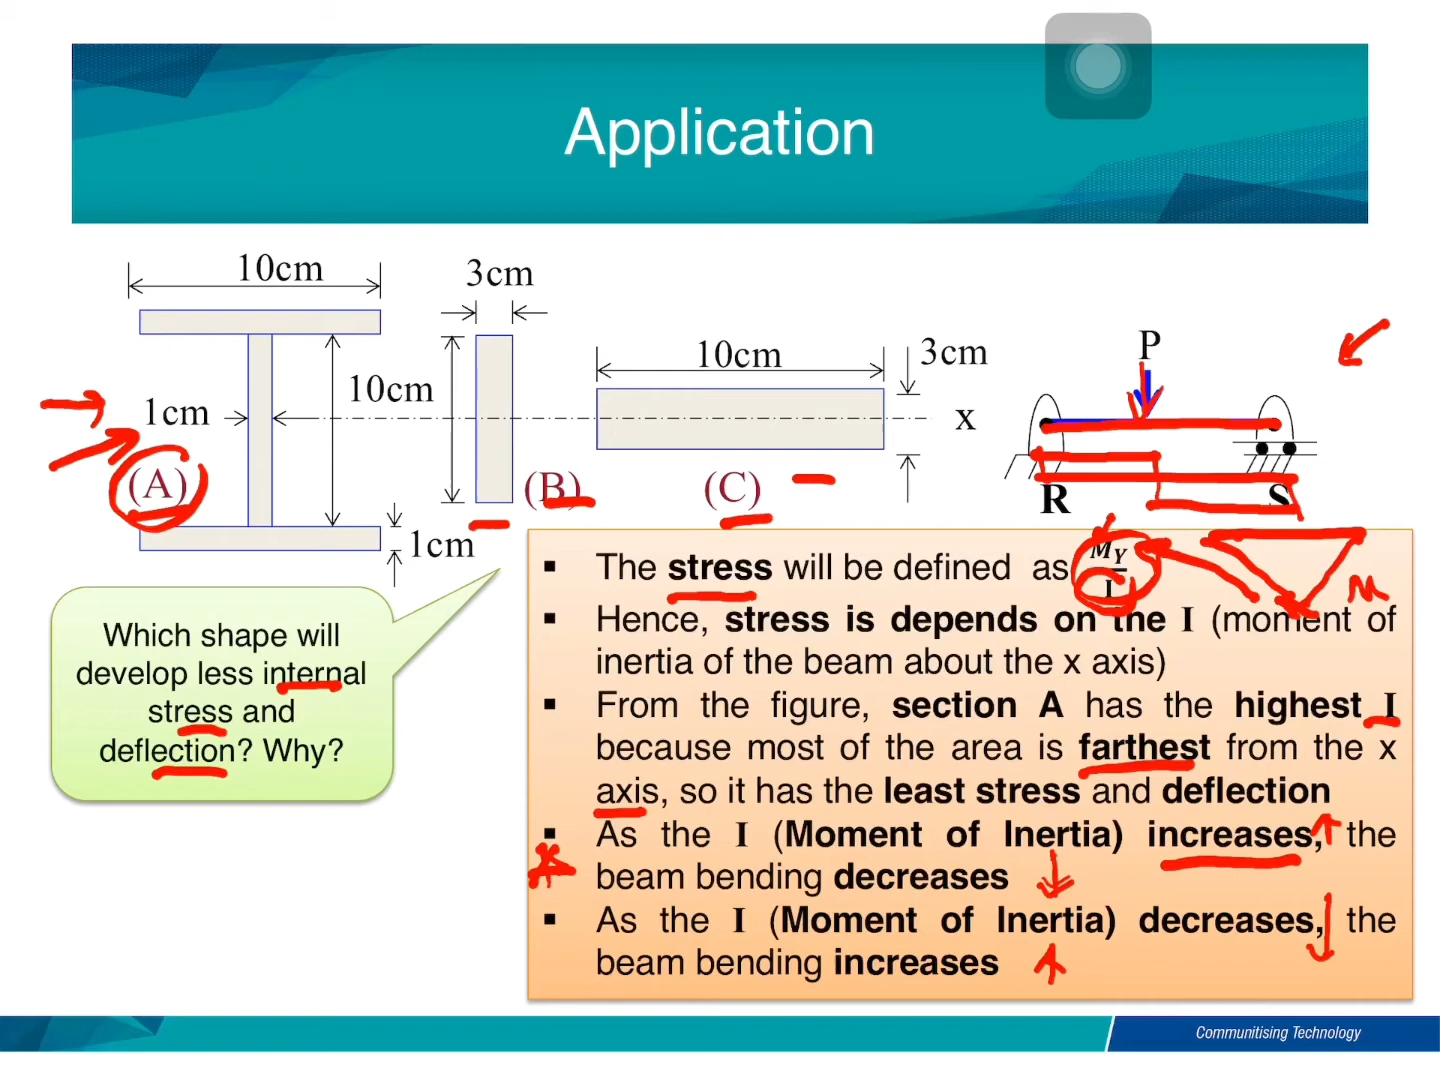 Application
10cm
3cm
10cm
3cm
P
1cm
10cm
x
(A)
(B)
(C)
R
S
1cm
Which shape will
develop less internal
stress and
deflection? Why?
▪ The stress will be defined as My/I
M
▪ Hence, stress is depends on the I (moment of
inertia of the beam about the x axis)
▪ From the figure, section A has the highest I
because most of the area is farthest from the x
axis, so it has the least stress and deflection
▪ As the I (Moment of Inertia) increases, the
beam bending decreases
▪ As the I (Moment of Inertia) decreases, the
beam bending increases
Communitising Technology